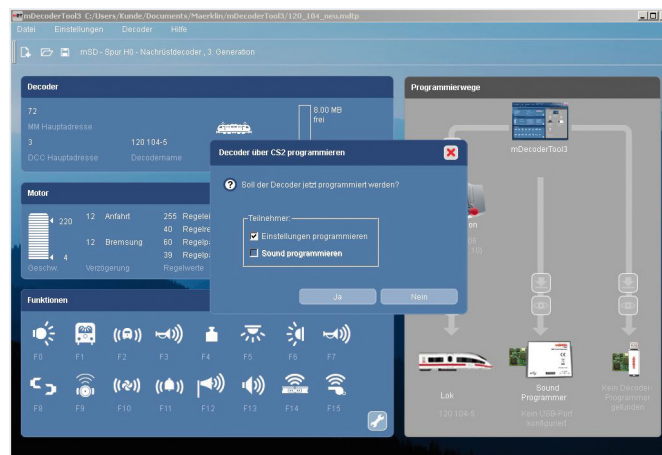 mDecoderTool3 C:/Users/Kunde/Documents/Maerklin/mDecoderTool3/120_104_neu.mdtp
Datei Einstellungen Decoder Hilfe
mSD - Spur H0 - Nachrüstdecoder , 3. Generation
Decoder
72
MM Hauptadresse
3
DCC Hauptadresse
120 104-5
Decodername
8.00 MB
frei
Programmierwege
mDecoderTool3
Decoder über CS2 programmieren
Soll der Decoder jetzt programmiert werden?
Teilnehmer:
Einstellungen programmieren
Sound programmieren
Ja Nein
Motor
220
4
Geschw.
12 Anfahrt
12 Bremsung
Verzögerung
255
40
60
39
Regelwerte
Funktionen
F0 F1 F2 F3 F4 F5 F6 F7
F8 F9 F10 F11 F12 F13 F14 F15
Lok
120 104-5
Sound
Programmer
Kein USB-Port
konfiguriert
Kein Decoder-
Programmer
gefunden